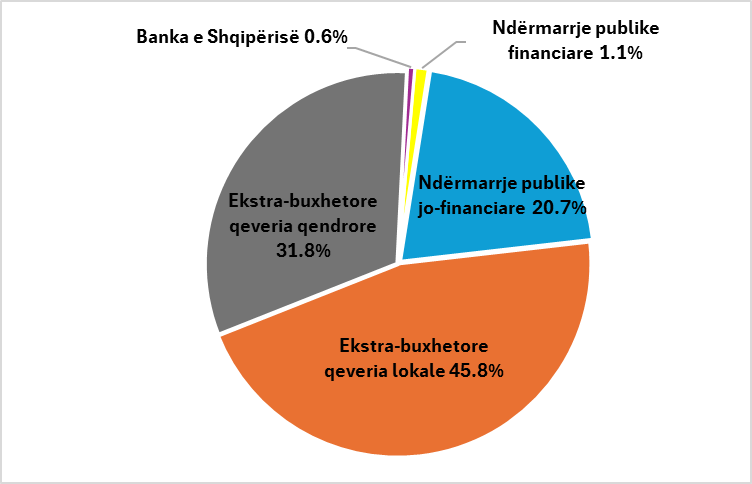 Banka e Shqipërisë 0.6%
Ndërmarrje publike
financiare 1.1%
Ndërmarrje publike
jo-financiare 20.7%
Ekstra-buxhetore
qeveria qendrore
31.8%
Ekstra-buxhetore
qeveria lokale 45.8%